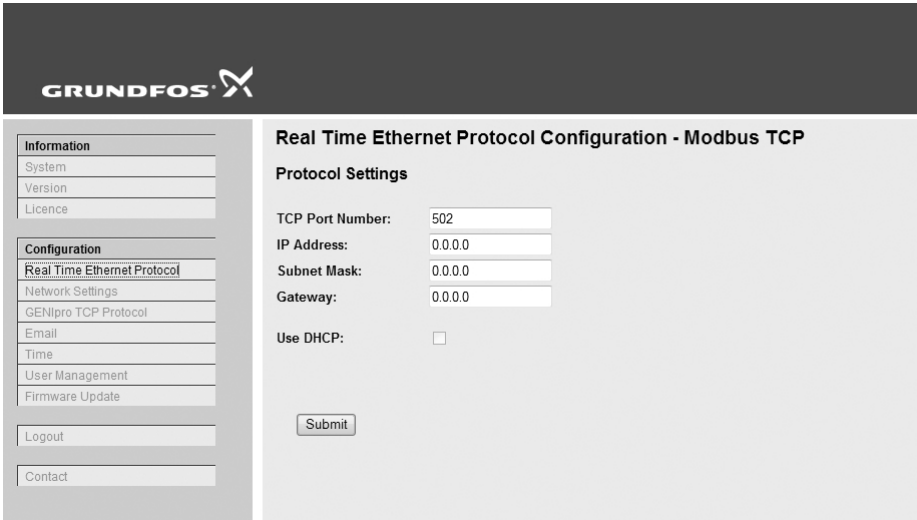 GRUNDFOS
Information
System
Version
Licence
Configuration
Real Time Ethernet Protocol
Network Settings
GENIpro TCP Protocol
Email
Time
User Management
Firmware Update
Logout
Contact
Real Time Ethernet Protocol Configuration - Modbus TCP
Protocol Settings
TCP Port Number: 502
IP Address: 0.0.0.0
Subnet Mask: 0.0.0.0
Gateway: 0.0.0.0
Use DHCP:
Submit